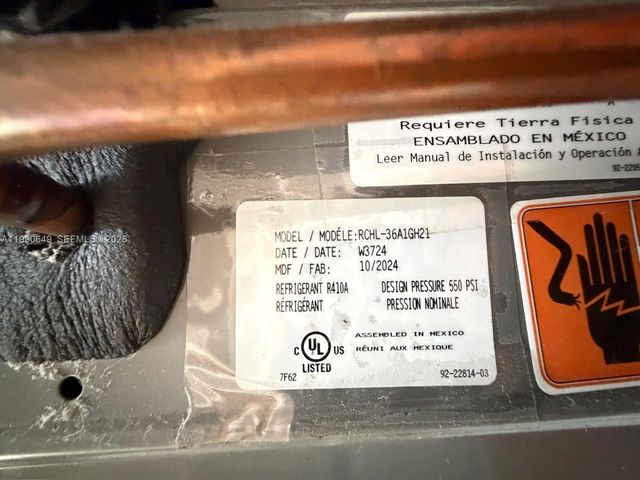 Requiere Tierra Fisica
ENSAMBLADO EN MÉXICO
Leer Manual de Instalación y Operación
MODEL / MODÉLE:RCHL-36A1GH21
DATE / DATE: W3724
MDF / FAB: 10/2024
REFRIGERANT R410A DESIGN PRESSURE 550 PSI
RÉFRIGÉRANT PRESSION NOMINALE
C UL US
LISTED
ASSEMBLED IN MEXICO
RÉUNI AUX MEXIQUE
7F62 92-22814-03